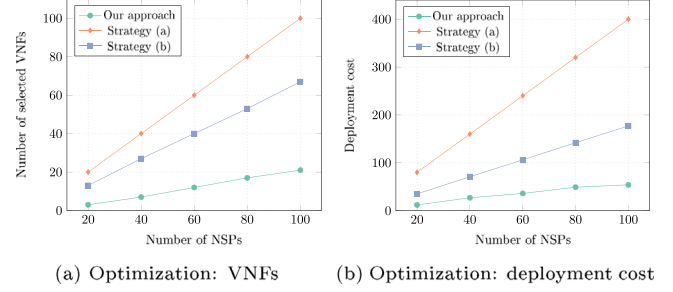 Our approach
Strategy (a)
Strategy (b)
100
80
60
40
20
0
20 40 60 80 100
Number of selected VNFs
Number of NSPs
(a) Optimization: VNFs
Our approach
Strategy (a)
Strategy (b)
400
300
200
100
0
20 40 60 80 100
Deployment cost
Number of NSPs
(b) Optimization: deployment cost